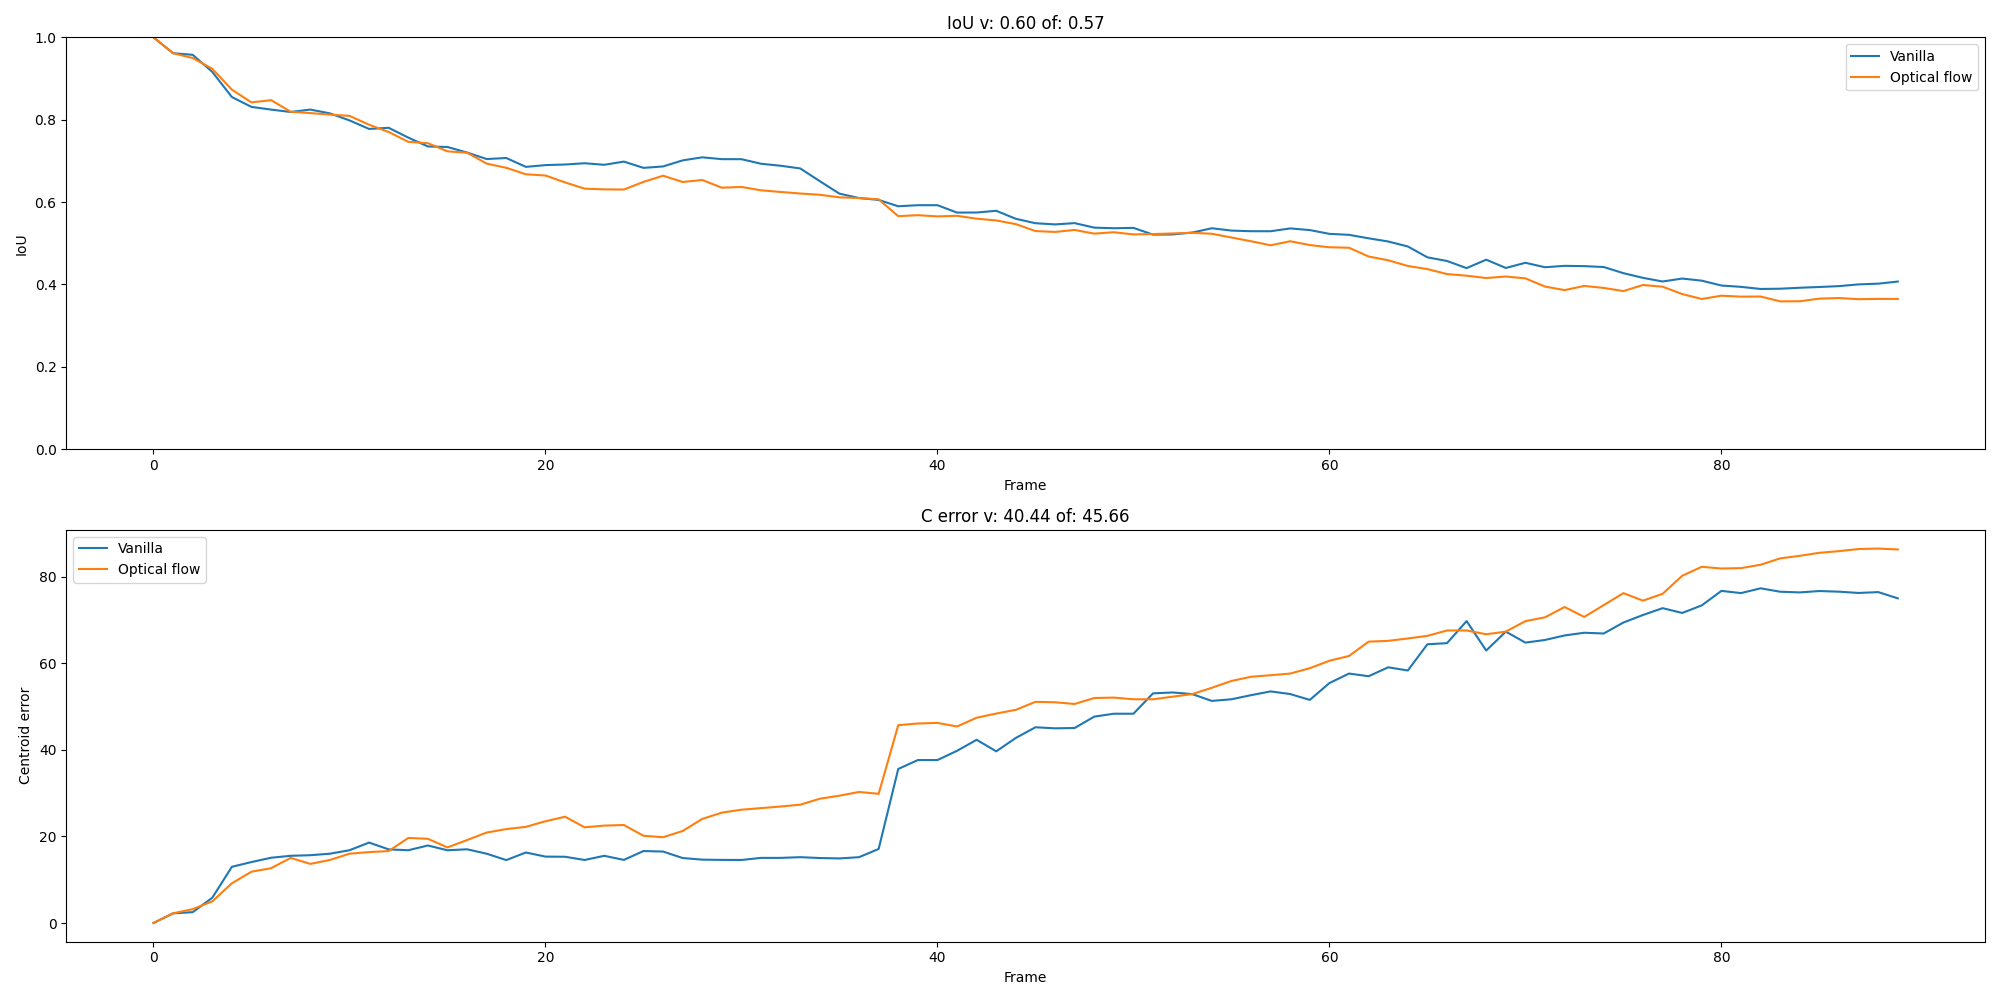 IoU v: 0.60 of: 0.57
1.0
0.8
0.6
0.4
0.2
0.0
IoU
Vanilla
Optical flow
0 20 40 60 80
Frame
C error v: 40.44 of: 45.66
Vanilla
Optical flow
80
60
40
20
0
Centroid error
0 20 40 60 80
Frame